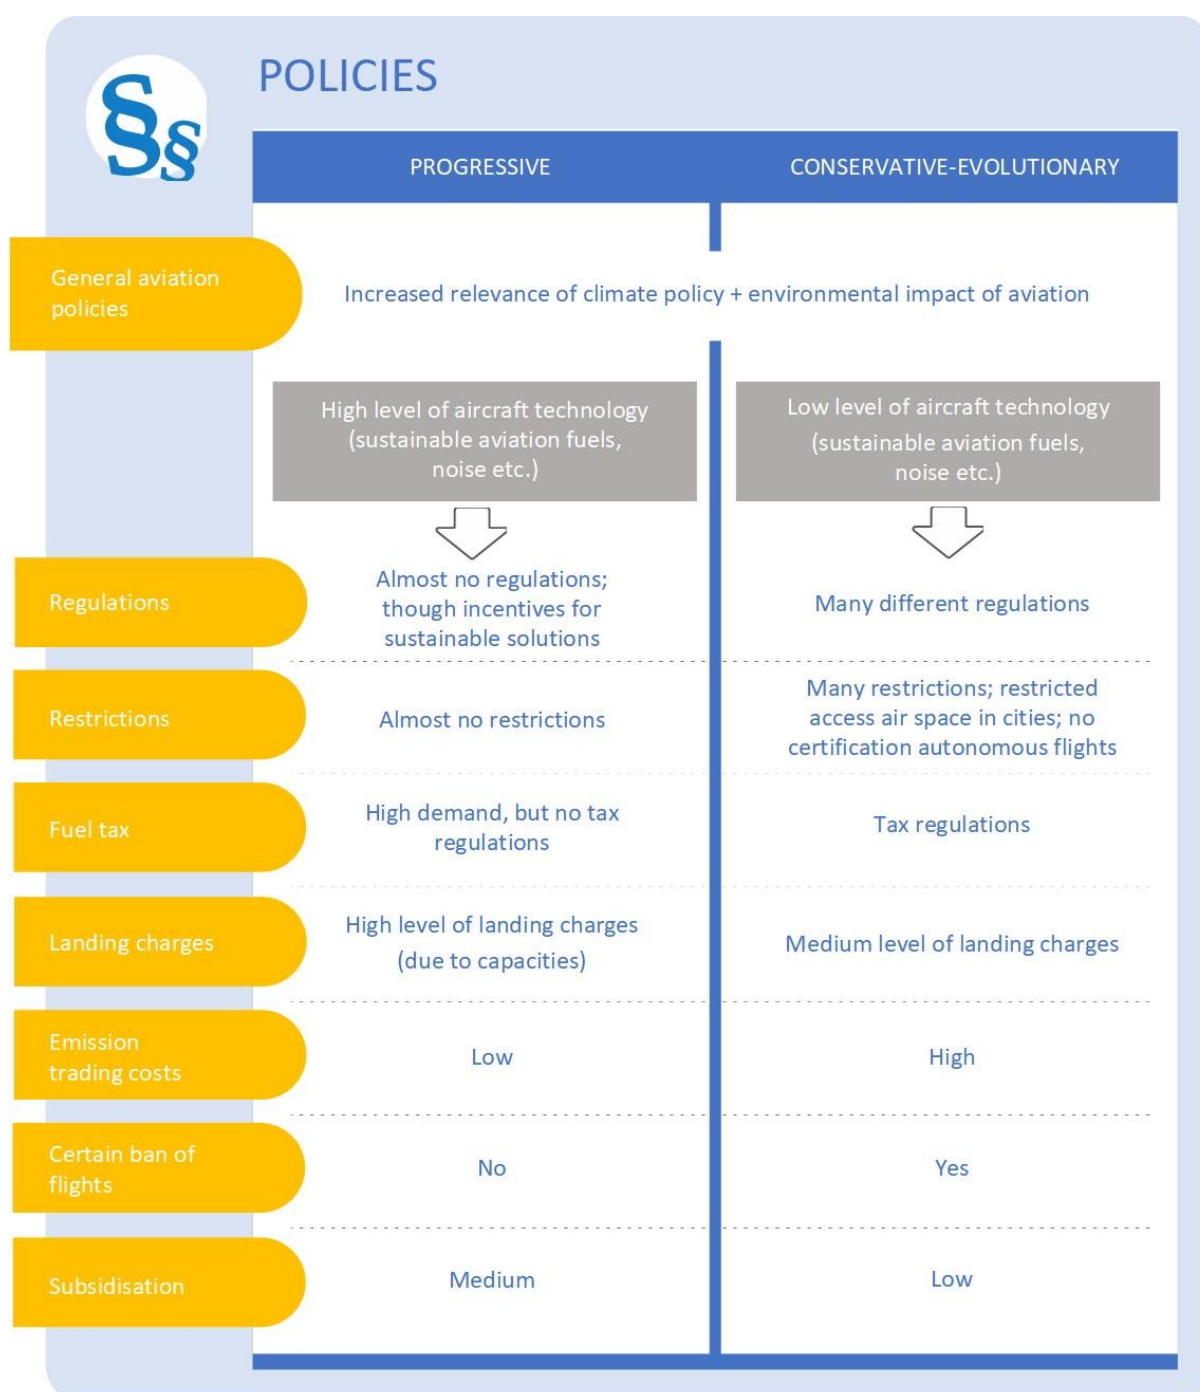 §§
POLICIES
PROGRESSIVE
CONSERVATIVE-EVOLUTIONARY
General aviation
policies
Increased relevance of climate policy + environmental impact of aviation
High level of aircraft technology
(sustainable aviation fuels,
noise etc.)
Low level of aircraft technology
(sustainable aviation fuels,
noise etc.)
Regulations
Almost no regulations;
though incentives for
sustainable solutions
Many different regulations
Restrictions
Almost no restrictions
Many restrictions; restricted
access air space in cities; no
certification autonomous flights
Fuel tax
High demand, but no tax
regulations
Tax regulations
Landing charges
High level of landing charges
(due to capacities)
Medium level of landing charges
Emission
trading costs
Low
High
Certain ban of
flights
No
Yes
Subsidisation
Medium
Low